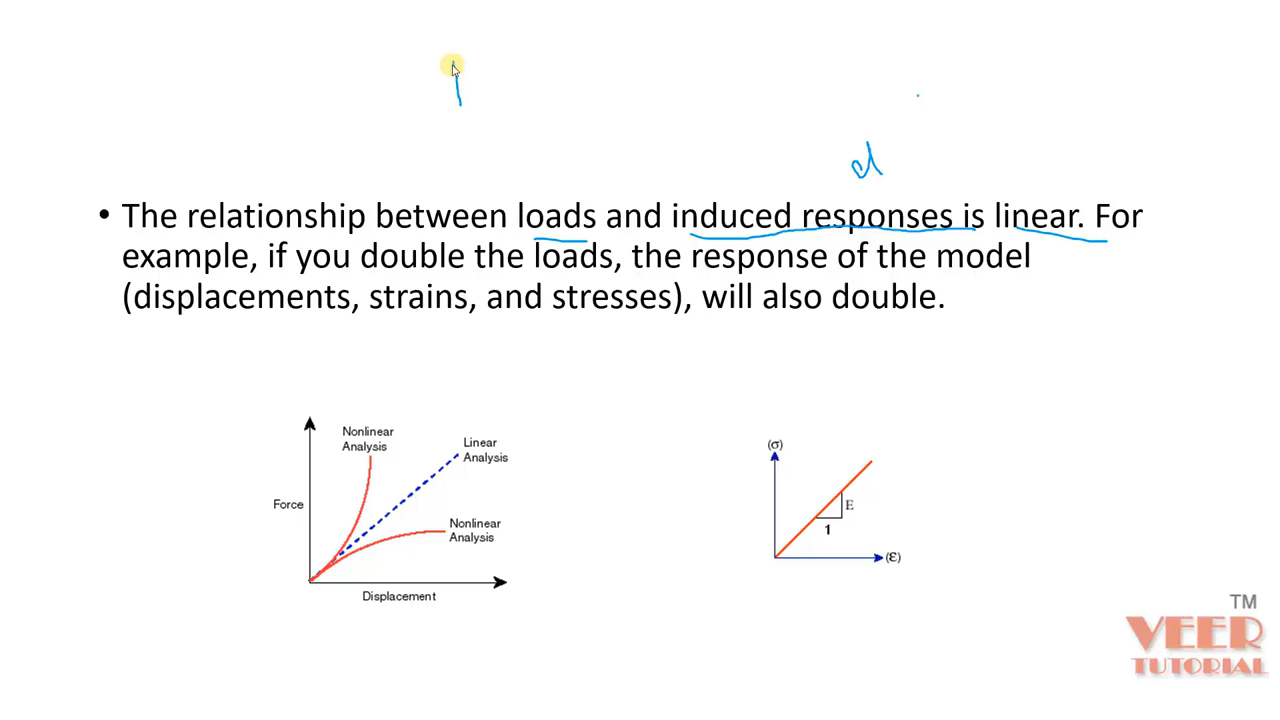 d
• The relationship between loads and induced responses is linear. For
example, if you double the loads, the response of the model
(displacements, strains, and stresses), will also double.
Nonlinear
Analysis
Linear
Analysis
Force
Nonlinear
Analysis
Displacement
(σ)
E
1
(ε)
TM
VEER
TUTORIAL